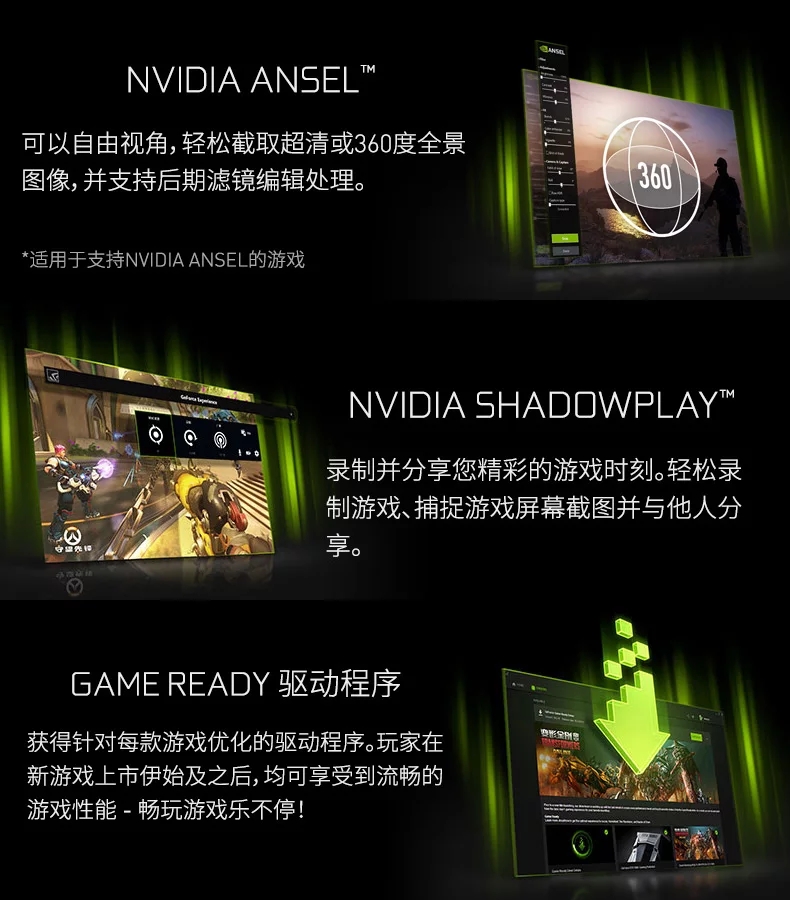 NVIDIA ANSEL™
可以自由视角，轻松截取超清或360度全景
图像，并支持后期滤镜编辑处理。
*适用于支持NVIDIA ANSEL的游戏
ANSEL
360
GeForce Experience
守望先锋
NVIDIA SHADOWPLAY™
录制并分享您精彩的游戏时刻。轻松录
制游戏、捕捉游戏屏幕截图并与他人分
享。
GAME READY 驱动程序
获得针对每款游戏优化的驱动程序。玩家在
新游戏上市伊始及之后，均可享受到流畅的
游戏性能 - 畅玩游戏乐不停！
变形金刚
TRANSFORMERS